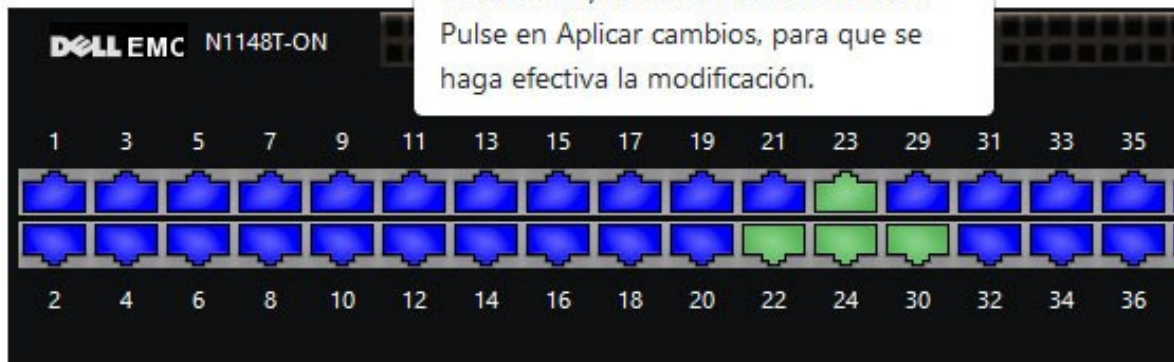 DELL EMC N1148T-ON
Pulse en Aplicar cambios, para que se
haga efectiva la modificación.
1 3 5 7 9 11 13 15 17 19 21 23 29 31 33 35
2 4 6 8 10 12 14 16 18 20 22 24 30 32 34 36